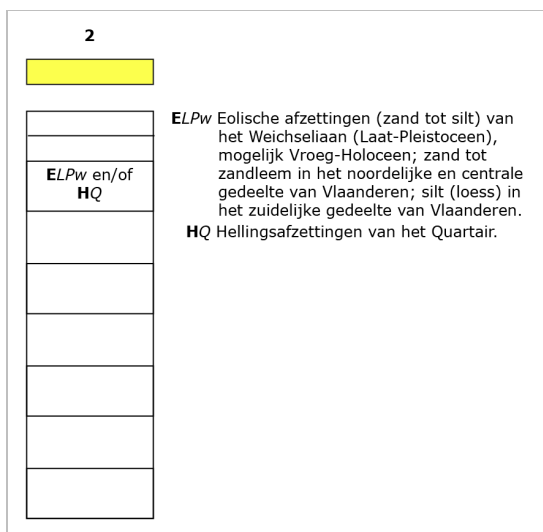 2
ELPw en/of
HQ
ELPw Eolische afzettingen (zand tot silt) van
het Weichseliaan (Laat-Pleistoceen),
mogelijk Vroeg-Holoceen; zand tot
zandleem in het noordelijke en centrale
gedeelte van Vlaanderen; silt (loess) in
het zuidelijke gedeelte van Vlaanderen.
HQ Hellingsafzettingen van het Quartair.